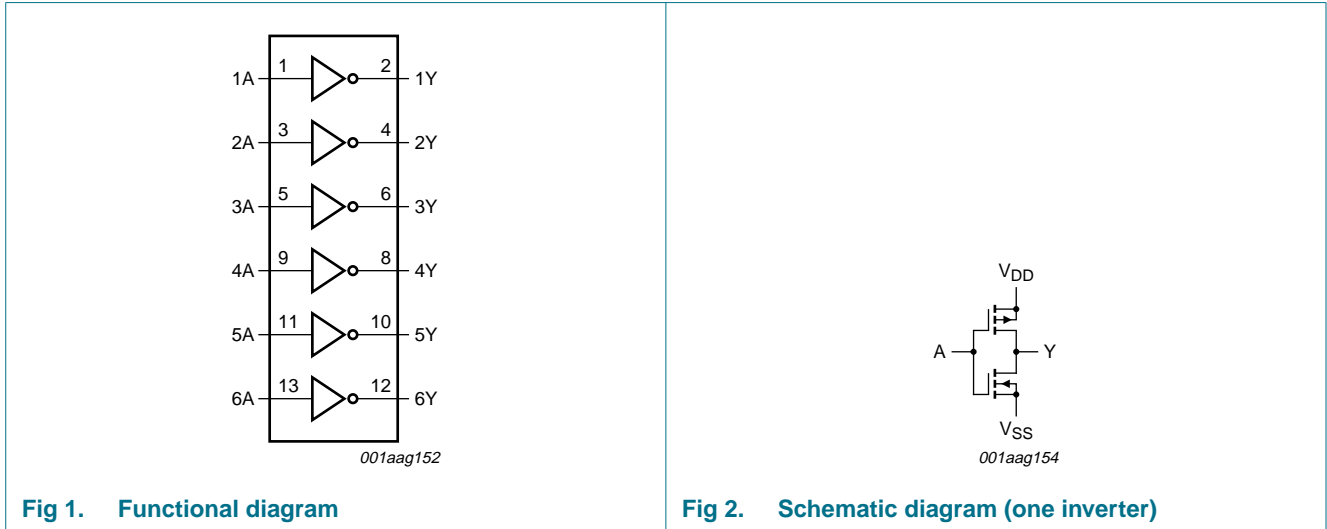 1A 1 2 1Y
2A 3 4 2Y
3A 5 6 3Y
4A 9 8 4Y
5A 11 10 5Y
6A 13 12 6Y
001aag152
Fig 1. Functional diagram
VDD
A Y
VSS
001aag154
Fig 2. Schematic diagram (one inverter)